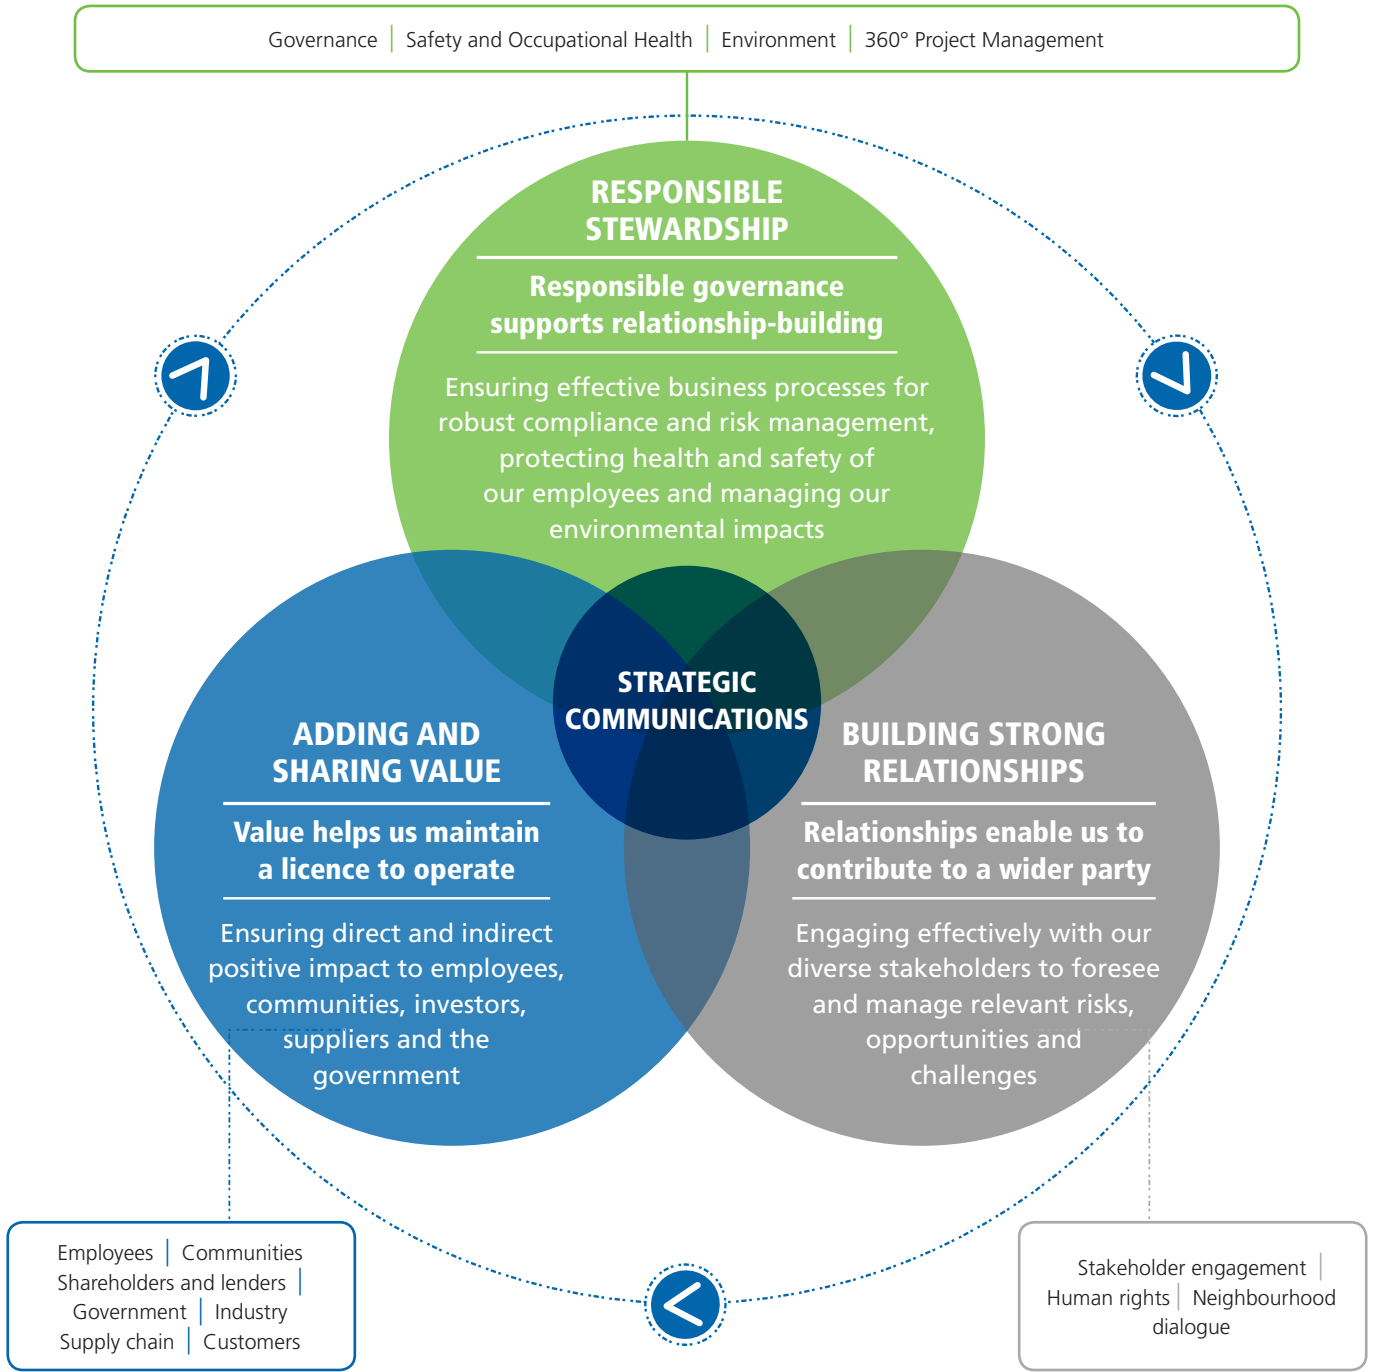 Governance | Safety and Occupational Health | Environment | 360° Project Management
RESPONSIBLE
STEWARDSHIP
Responsible governance
supports relationship-building
Ensuring effective business processes for
robust compliance and risk management,
protecting health and safety of
our employees and managing our
environmental impacts
STRATEGIC
COMMUNICATIONS
ADDING AND
SHARING VALUE
Value helps us maintain
a licence to operate
Ensuring direct and indirect
positive impact to employees,
communities, investors,
suppliers and the
government
BUILDING STRONG
RELATIONSHIPS
Relationships enable us to
contribute to a wider party
Engaging effectively with our
diverse stakeholders to foresee
and manage relevant risks,
opportunities and
challenges
Employees | Communities
Shareholders and lenders |
Government | Industry
Supply chain | Customers
Stakeholder engagement |
Human rights | Neighbourhood
dialogue